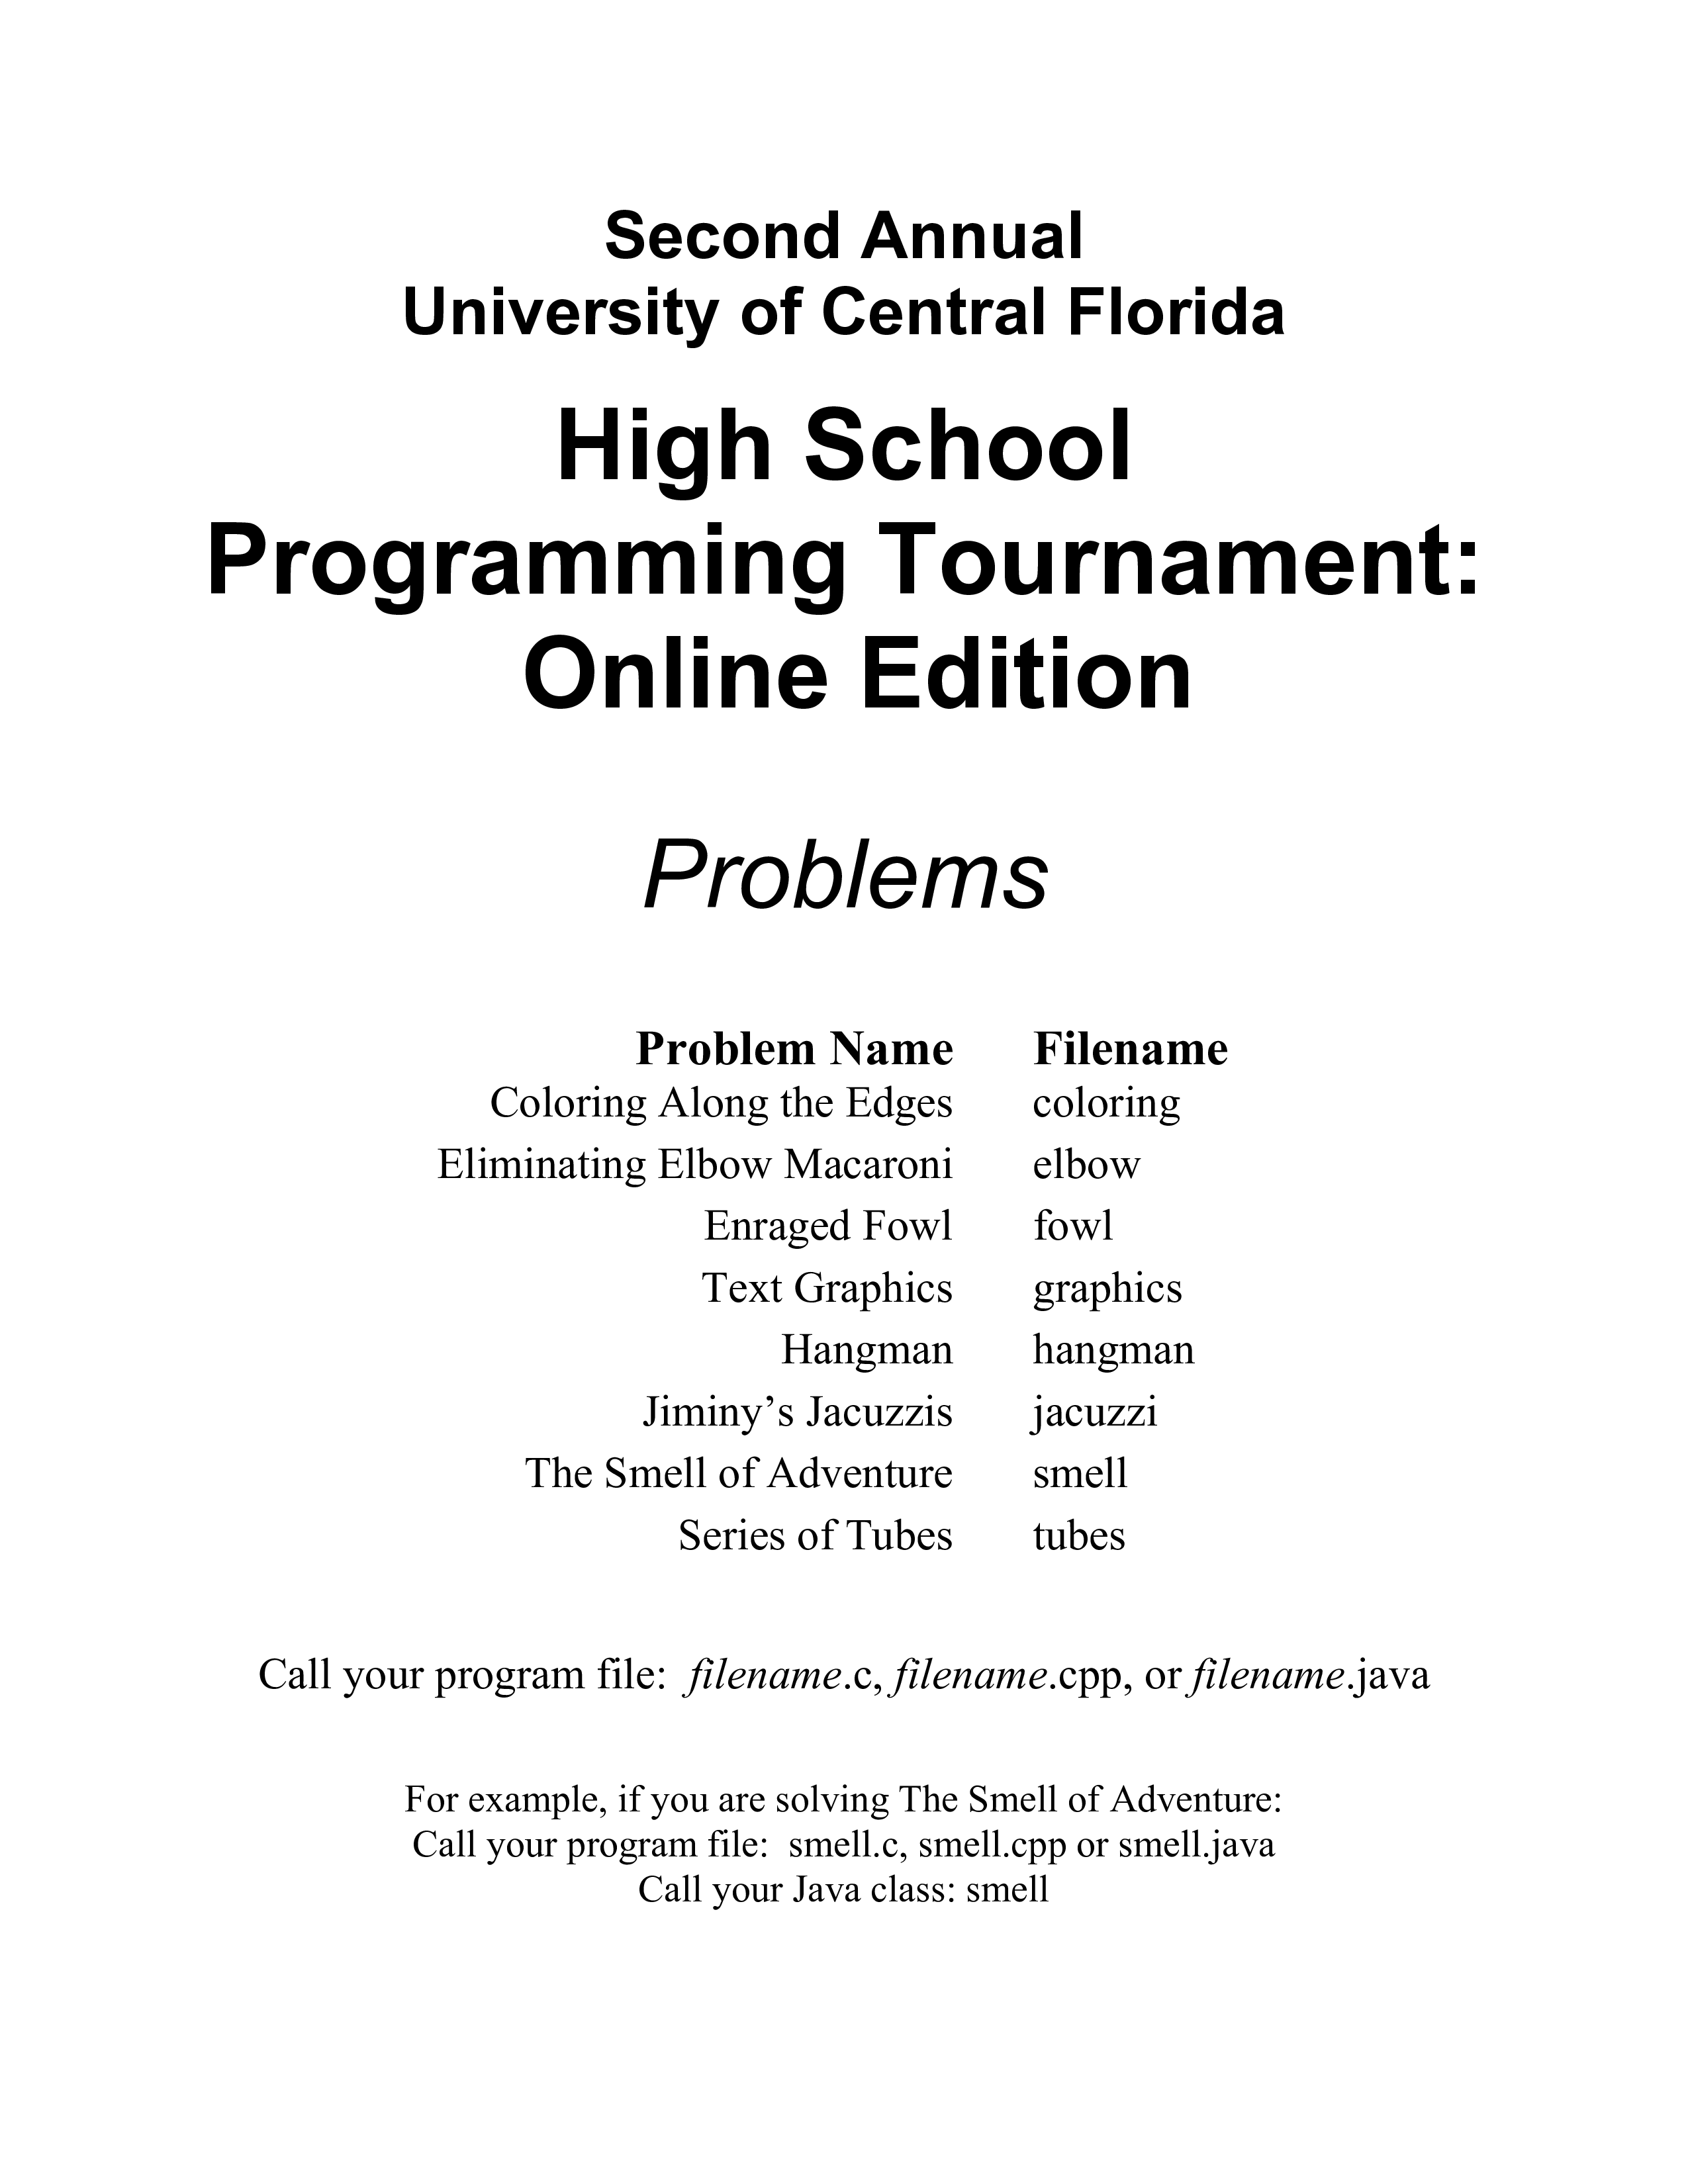 Second Annual
University of Central Florida
High School
Programming Tournament:
Online Edition
Problems
Problem Name Filename
Coloring Along the Edges coloring
Eliminating Elbow Macaroni elbow
Enraged Fowl fowl
Text Graphics graphics
Hangman hangman
Jiminy’s Jacuzzis jacuzzi
The Smell of Adventure smell
Series of Tubes tubes
Call your program file:  filename.c, filename.cpp, or filename.java
For example, if you are solving The Smell of Adventure:
Call your program file:  smell.c, smell.cpp or smell.java
Call your Java class: smell